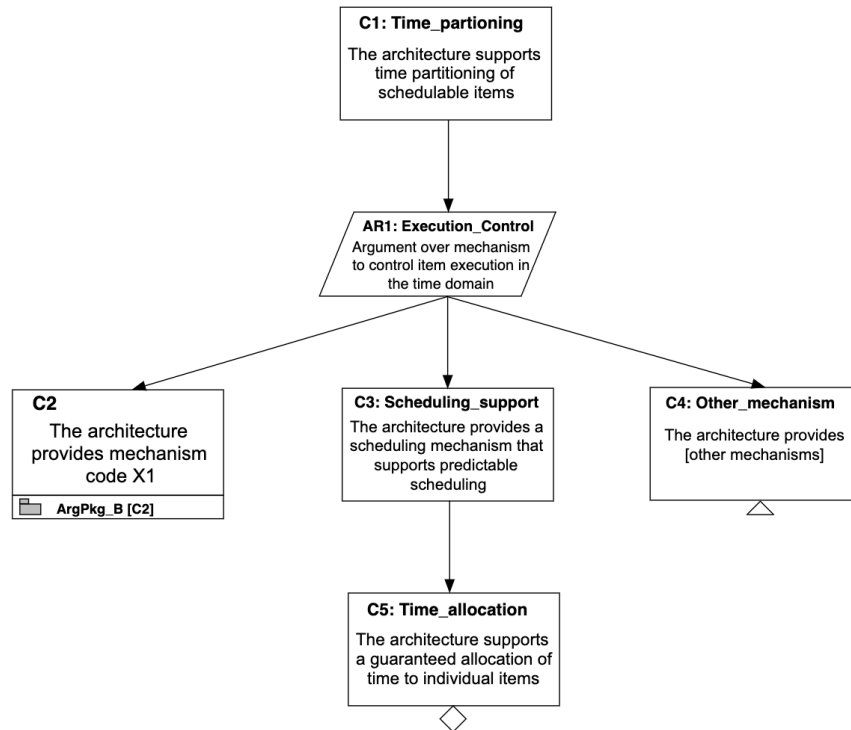 C1: Time_partioning
The architecture supports
time partitioning of
schedulable items
AR1: Execution_Control
Argument over mechanism
to control item execution in
the time domain
C2
The architecture
provides mechanism
code X1
ArgPkg_B [C2]
C3: Scheduling_support
The architecture provides a
scheduling mechanism that
supports predictable
scheduling
C4: Other_mechanism
The architecture provides
[other mechanisms]
C5: Time_allocation
The architecture supports
a guaranteed allocation of
time to individual items